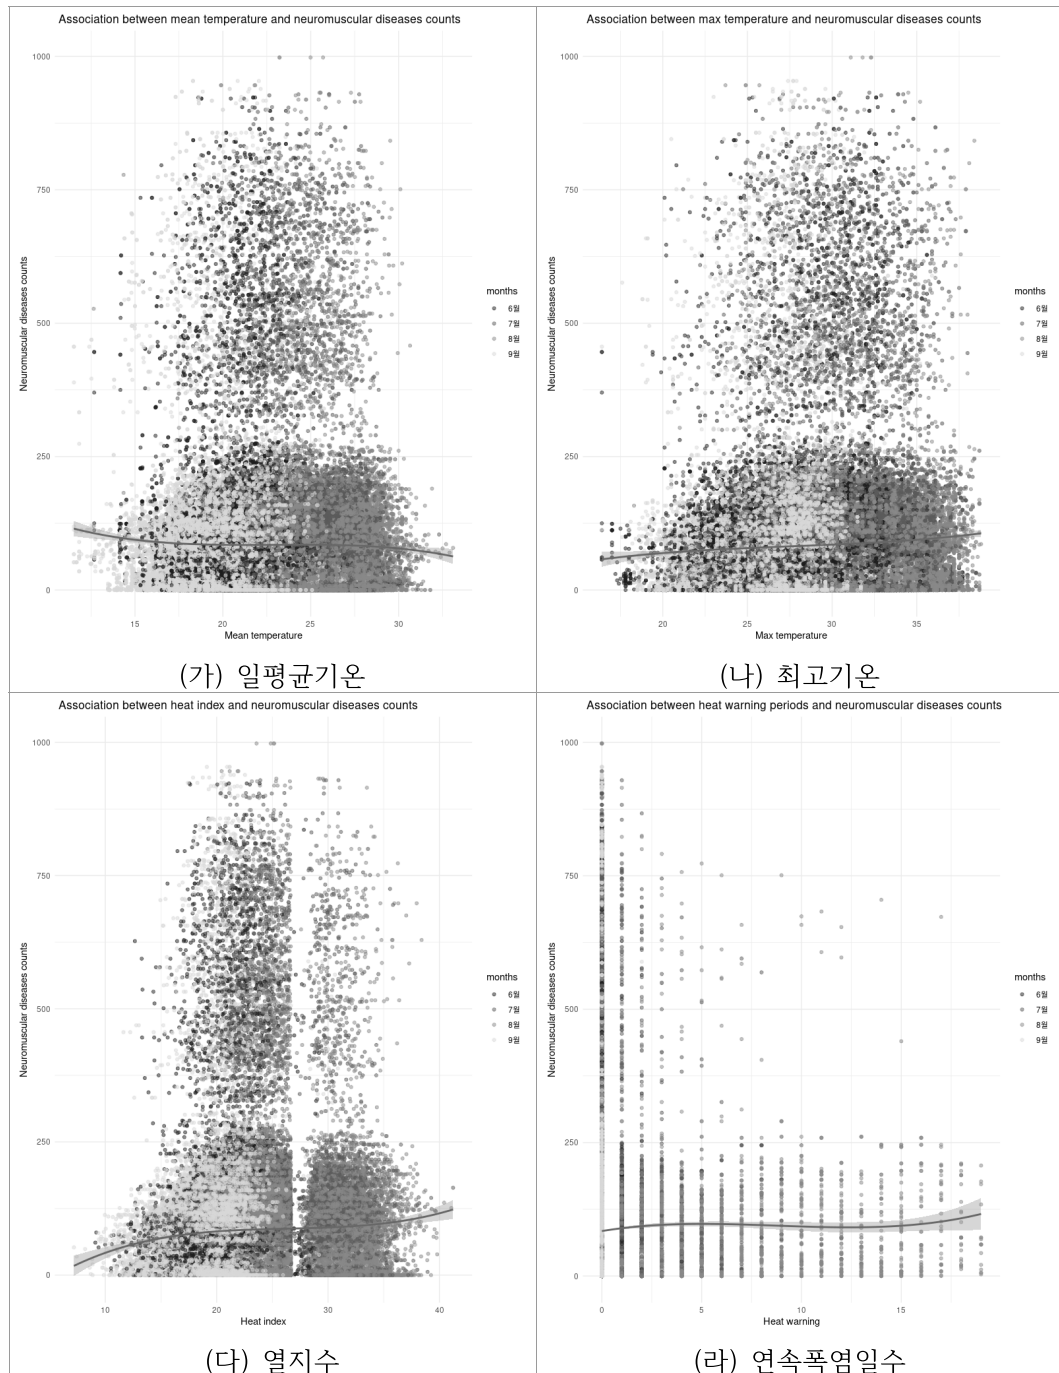 Association between mean temperature and neuromuscular diseases counts
1000
750
500
250
0
Neuromuscular diseases counts
15 20 25 30
Mean temperature
months
6월
7월
8월
9월
(가) 일평균기온
Association between max temperature and neuromuscular diseases counts
1000
750
500
250
0
Neuromuscular diseases counts
20 25 30 35
Max temperature
months
6월
7월
8월
9월
(나) 최고기온
Association between heat index and neuromuscular diseases counts
1000
750
500
250
0
Neuromuscular diseases counts
10 20 30 40
Heat index
months
6월
7월
8월
9월
(다) 열지수
Association between heat warning periods and neuromuscular diseases counts
1000
750
500
250
0
Neuromuscular diseases counts
0 5 10 15
Heat warning
months
6월
7월
8월
9월
(라) 연속폭염일수